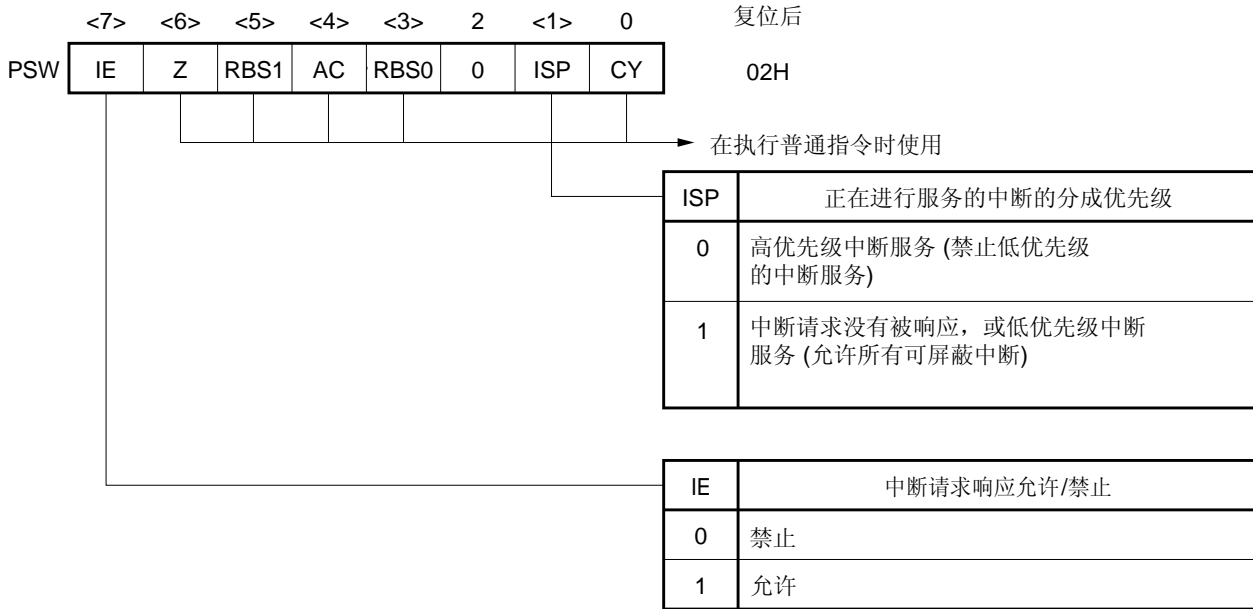 <7> <6> <5> <4> <3> 2 <1> 0 复位后
PSW IE Z RBS1 AC RBS0 0 ISP CY 02H
在执行普通指令时使用
ISP 正在进行服务的中断的分成优先级
0 高优先级中断服务 (禁止低优先级
的中断服务)
1 中断请求没有被响应，或低优先级中断
服务 (允许所有可屏蔽中断)
IE 中断请求响应允许/禁止
0 禁止
1 允许